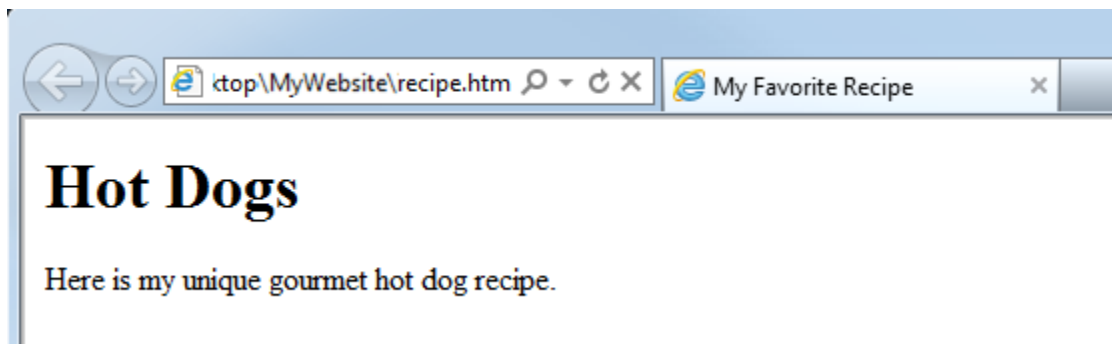 ktop\MyWebsite\recipe.htm
My Favorite Recipe
Hot Dogs
Here is my unique gourmet hot dog recipe.